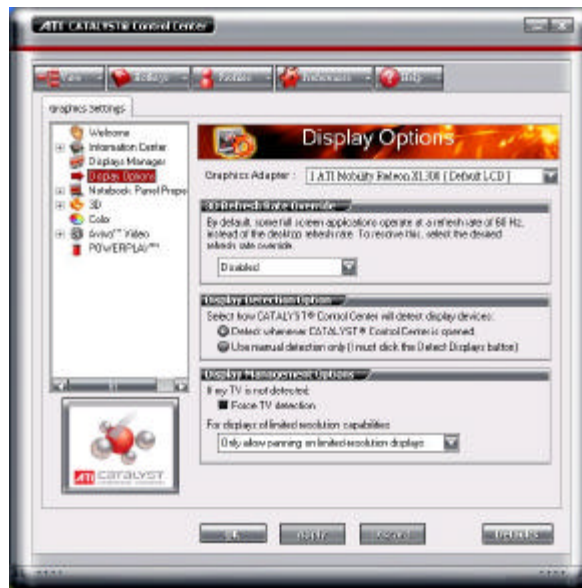 ATI CATALYST® Control Center
View
Hotkeys
Profiles
Preferences
Help
Graphics Settings
Welcome
Information Center
Displays Manager
Display Options
Notebook Panel Prope
3D
Color
Avivo™ Video
POWERPLAY™
Display Options
Graphics Adapter :
1.ATI Mobility Radeon X1300 [ Default LCD ]
3D Refresh Rate Override
By default, some full screen applications operate at a refresh rate of 60 Hz,
instead of the desktop refresh rate. To resolve this, select the desired
refresh rate override.
Disabled
Display Detection Option
Select how CATALYST® Control Center will detect display devices:
Detect whenever CATALYST® Control Center is opened
Use manual detection only (I must click the Detect Displays button)
Display Management Options
If my TV is not detected:
Force TV detection
For displays of limited resolution capabilities
Only allow panning on limited-resolution displays
ATI CATALYST
OK
Apply
Defaults